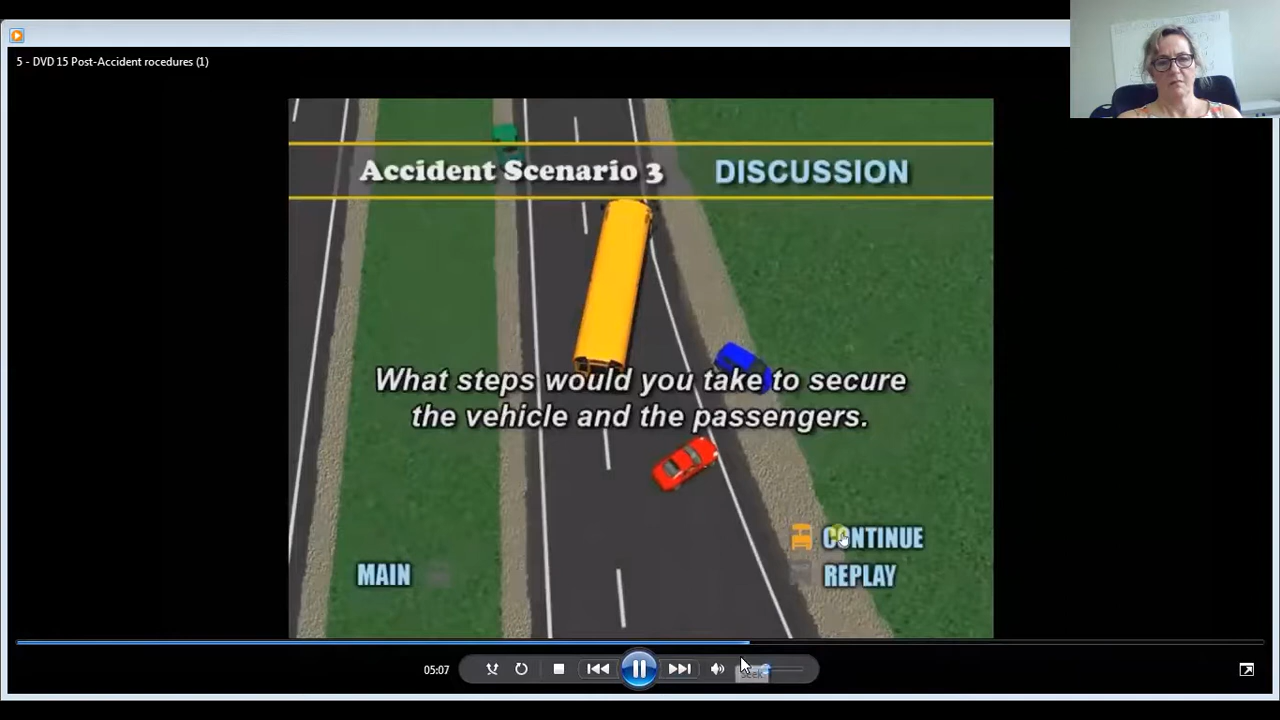 5 - DVD 15 Post-Accident rocedures (1)
Accident Scenario 3 DISCUSSION
What steps would you take to secure
the vehicle and the passengers.
CONTINUE
MAIN
REPLAY
05:07
Seek